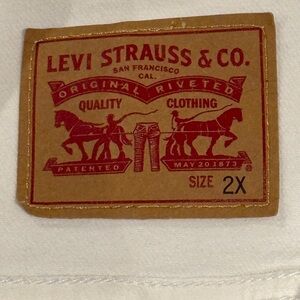 LEVI STRAUSS & CO.
SAN FRANCISCO
CAL.
ORIGINAL RIVETED
QUALITY CLOTHING
PATENTED MAY 20 1873
SIZE 2X